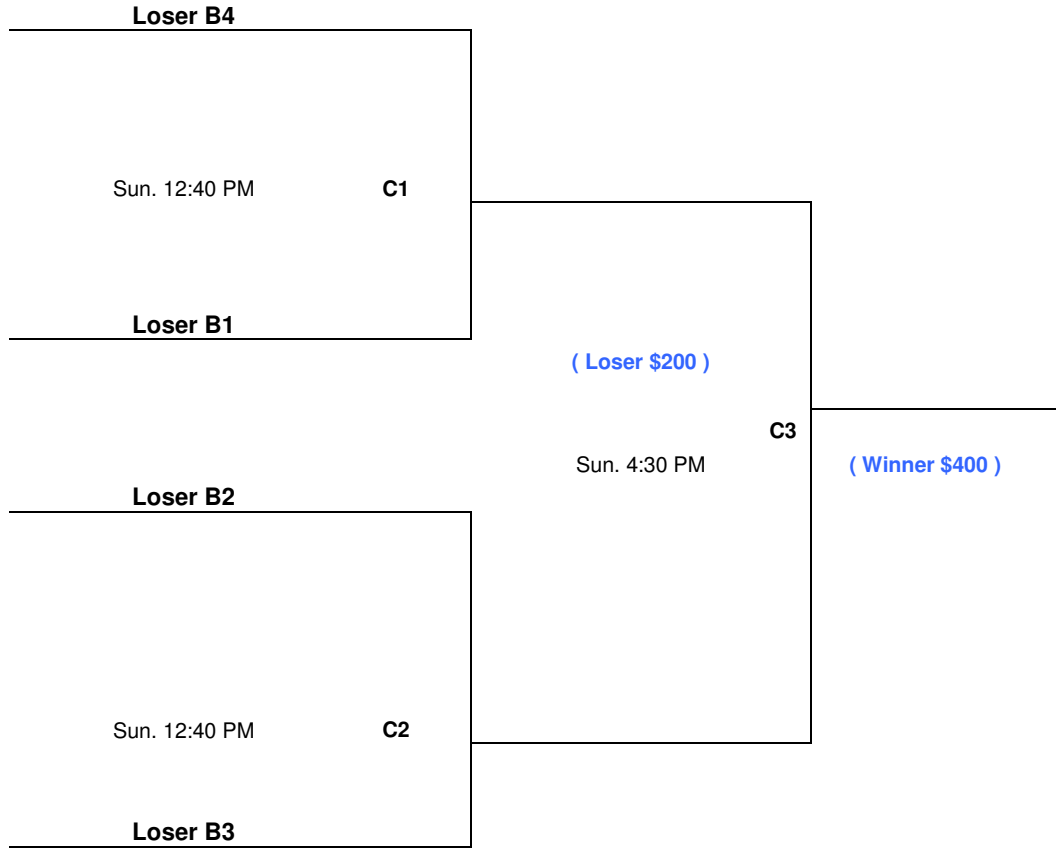 Loser B4
Sun. 12:40 PM C1
Loser B1
( Loser $200 )
C3
Sun. 4:30 PM ( Winner $400 )
Loser B2
Sun. 12:40 PM C2
Loser B3